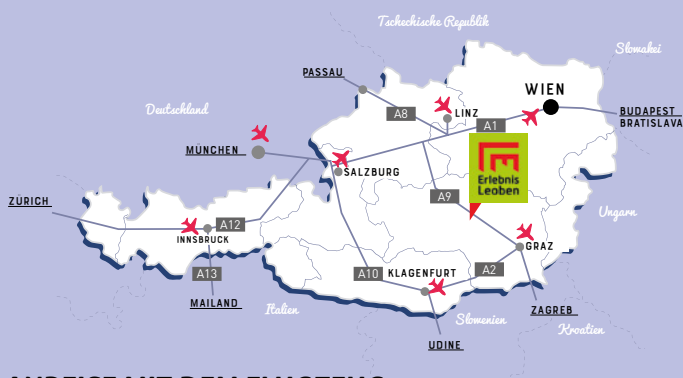 Tschechische Republik
Slowakei
PASSAU
WIEN
Deutschland
A8
LINZ
A1
BUDAPEST
BRATISLAVA
MÜNCHEN
LE
Erlebnis
Leoben
SALZBURG
ZÜRICH
A9
Ungarn
A12
INNSBRUCK
GRAZ
A13
A10
KLAGENFURT
A2
MAILAND
Italien
Slowenien
ZAGREB
Kroatien
UDINE